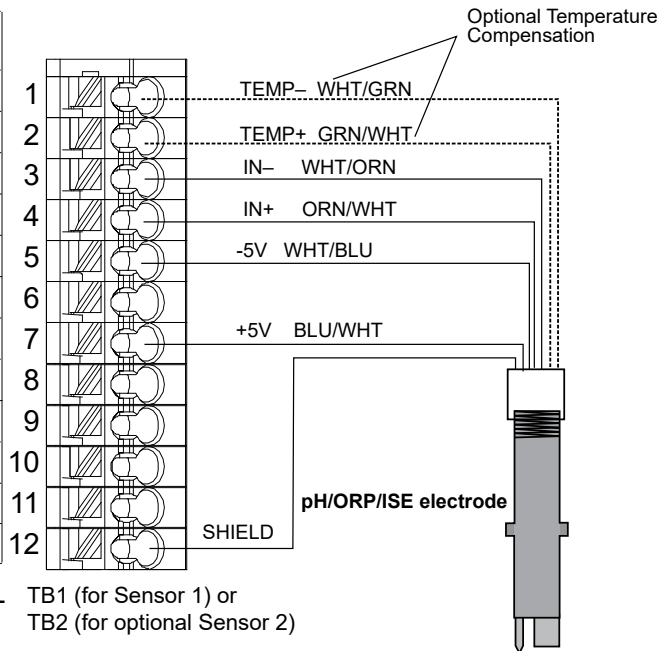 Optional Temperature
Compensation
1 TEMP– WHT/GRN
2 TEMP+ GRN/WHT
3 IN– WHT/ORN
4 IN+ ORN/WHT
5 -5V WHT/BLU
6
7 +5V BLU/WHT
8
9
10
11 pH/ORP/ISE electrode
12 SHIELD
TB1 (for Sensor 1) or
TB2 (for optional Sensor 2)